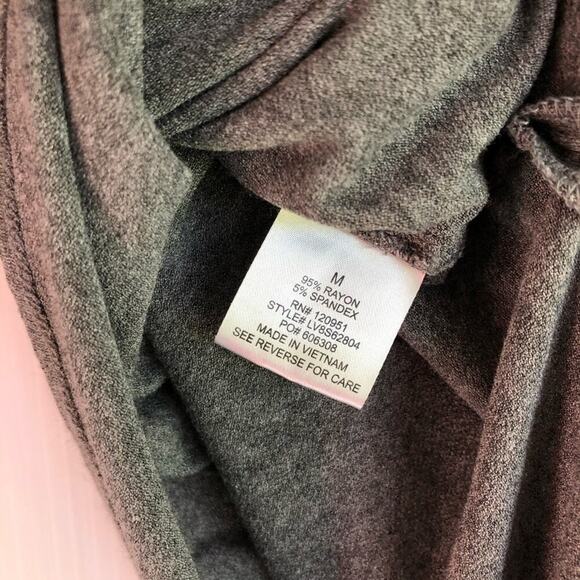 M
95% RAYON
5% SPANDEX
RN# 120951
STYLE# LV8S62804
PO# 606308
MADE IN VIETNAM
SEE REVERSE FOR CARE